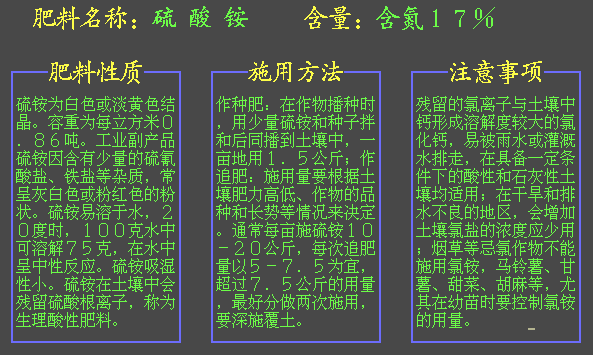 肥料名称：硫 酸 铵 含量：含氮１７％
肥料性质 施用方法 注意事项
硫铵为白色或淡黄色结
晶。容重为每立方米０
．８６吨。工业副产品
硫铵因含有少量的硫氰
酸盐、铁盐等杂质，常
呈灰白色或粉红色的粉
状。硫铵易溶于水，２
０度时，１００克水中
可溶解７５克，在水中
呈中性反应。硫铵吸湿
性小。硫铵在土壤中会
残留硫酸根离子，称为
生理酸性肥料。
作种肥：在作物播种时
，用少量硫铵和种子拌
和后同播到土壤中，一
亩地用１．５公斤；作
追肥：施用量要根据土
壤肥力高低、作物的品
种和长势等情况来决定
。通常每亩施硫铵１０
－２０公斤，每次追肥
量以５－７．５为宜，
超过７．５公斤的用量
，最好分做两次施用，
要深施覆土。
残留的氯离子与土壤中
钙形成溶解度较大的氯
化钙，易被雨水或灌溉
水排走，在具备一定条
件下的酸性和石灰性土
壤均适用；在干旱和排
水不良的地区，会增加
土壤氯盐的浓度应少用
；烟草等忌氯作物不能
施用氯铵，马铃薯、甘
薯、甜菜、胡麻等，尤
其在幼苗时要控制氯铵
的用量。